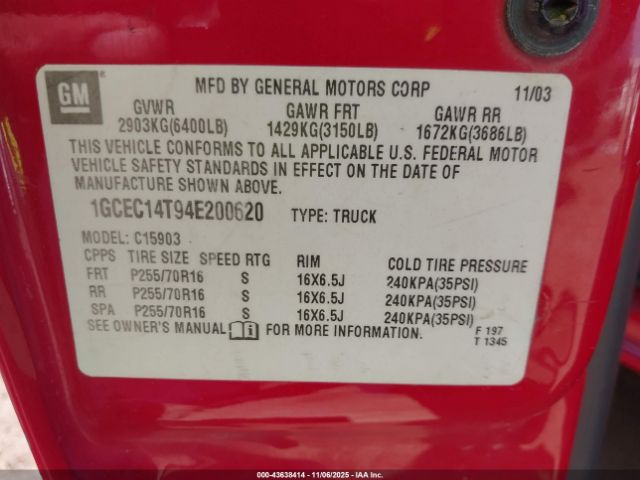 GM
MFD BY GENERAL MOTORS CORP 11/03
GVWR GAWR FRT GAWR RR
2903KG(6400LB) 1429KG(3150LB) 1672KG(3686LB)
THIS VEHICLE CONFORMS TO ALL APPLICABLE U.S. FEDERAL MOTOR
VEHICLE SAFETY STANDARDS IN EFFECT ON THE DATE OF
MANUFACTURE SHOWN ABOVE.
1GCEC14T94E200620 TYPE: TRUCK
MODEL: C15903
CPPS TIRE SIZE SPEED RTG RIM COLD TIRE PRESSURE
FRT P255/70R16 S 16X6.5J 240KPA(35PSI)
RR P255/70R16 S 16X6.5J 240KPA(35PSI)
SPA P255/70R16 S 16X6.5J 240KPA(35PSI)
SEE OWNER'S MANUAL FOR MORE INFORMATION.
F 197
T 1345
000-43638414 - 11/06/2025 - IAAI.COM